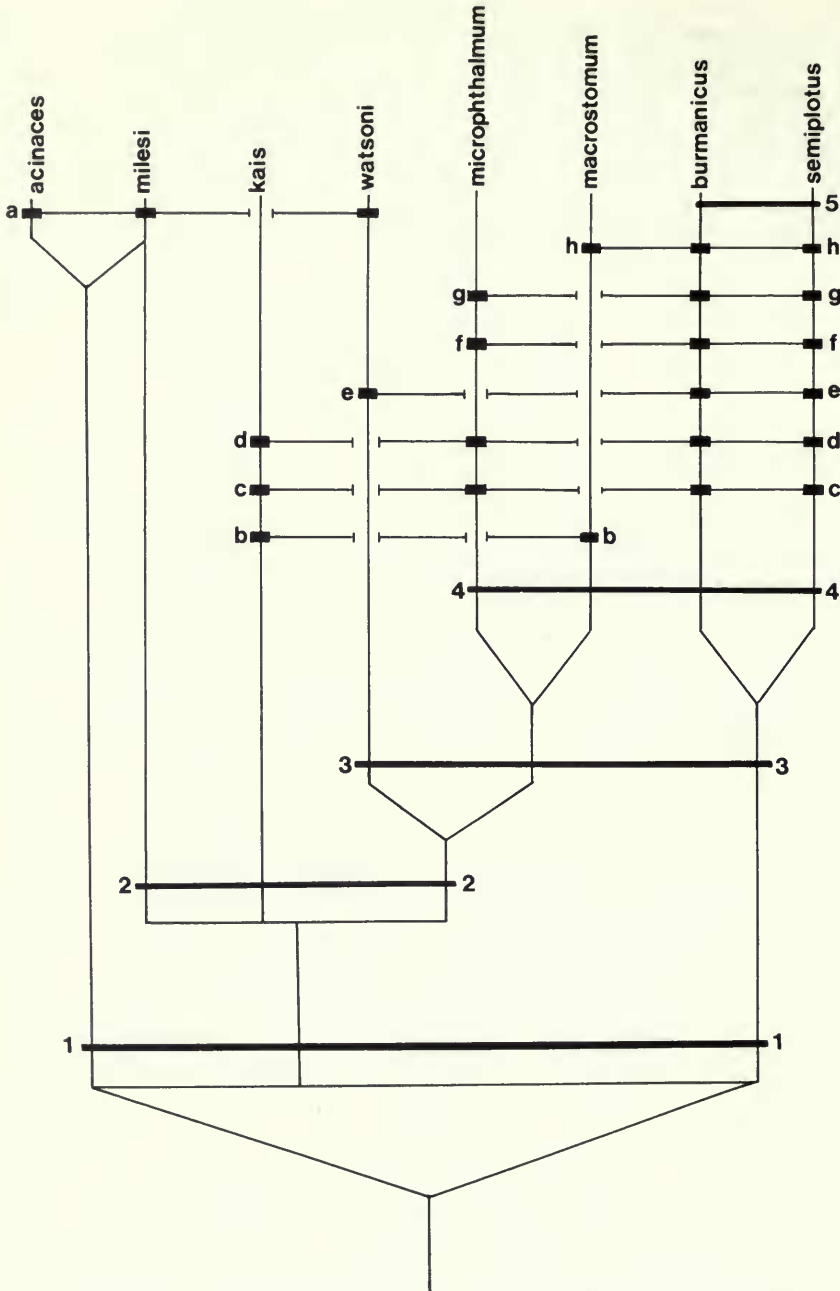 acinaces
milesi
kais
watsoni
microphthalmum
macrostomum
burmanicus
semiplotus
a
5
h h
g g
f f
e e
d d
c c
b b
4 4
3 3
2 2
1 1